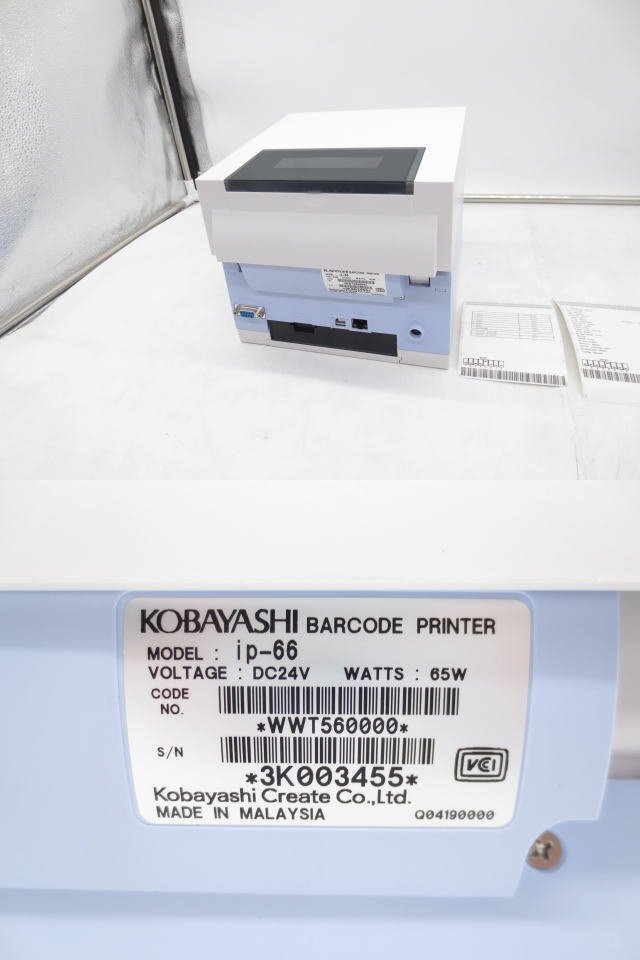 KOBAYASHI BARCODE PRINTER
MODEL : ip-66
VOLTAGE : DC24V WATTS : 65W
CODE NO.
*WWT560000*
S/N
*3K003455*
VCCI
Kobayashi Create Co.,Ltd.
MADE IN MALAYSIA Q04190000